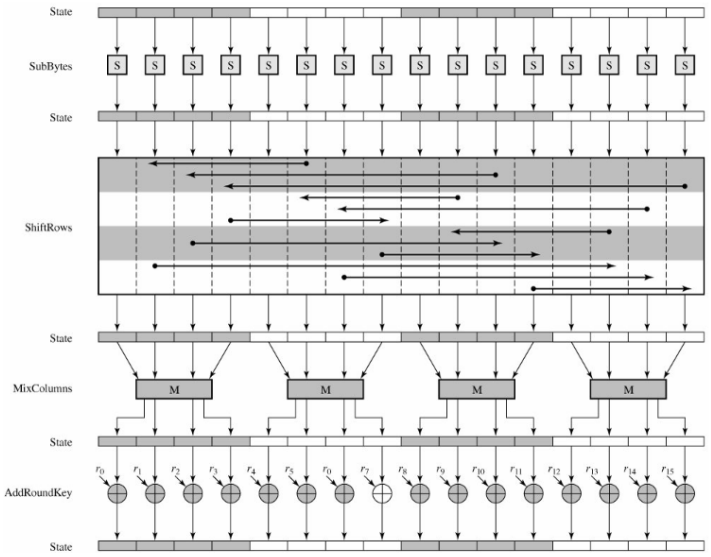 State
SubBytes S S S S S S S S S S S S S S S S
State
ShiftRows
State
MixColumns M M M M
State
r0 r1 r2 r3 r4 r5 r0 r7 r8 r9 r10 r11 r12 r13 r14 r15
AddRoundKey
State